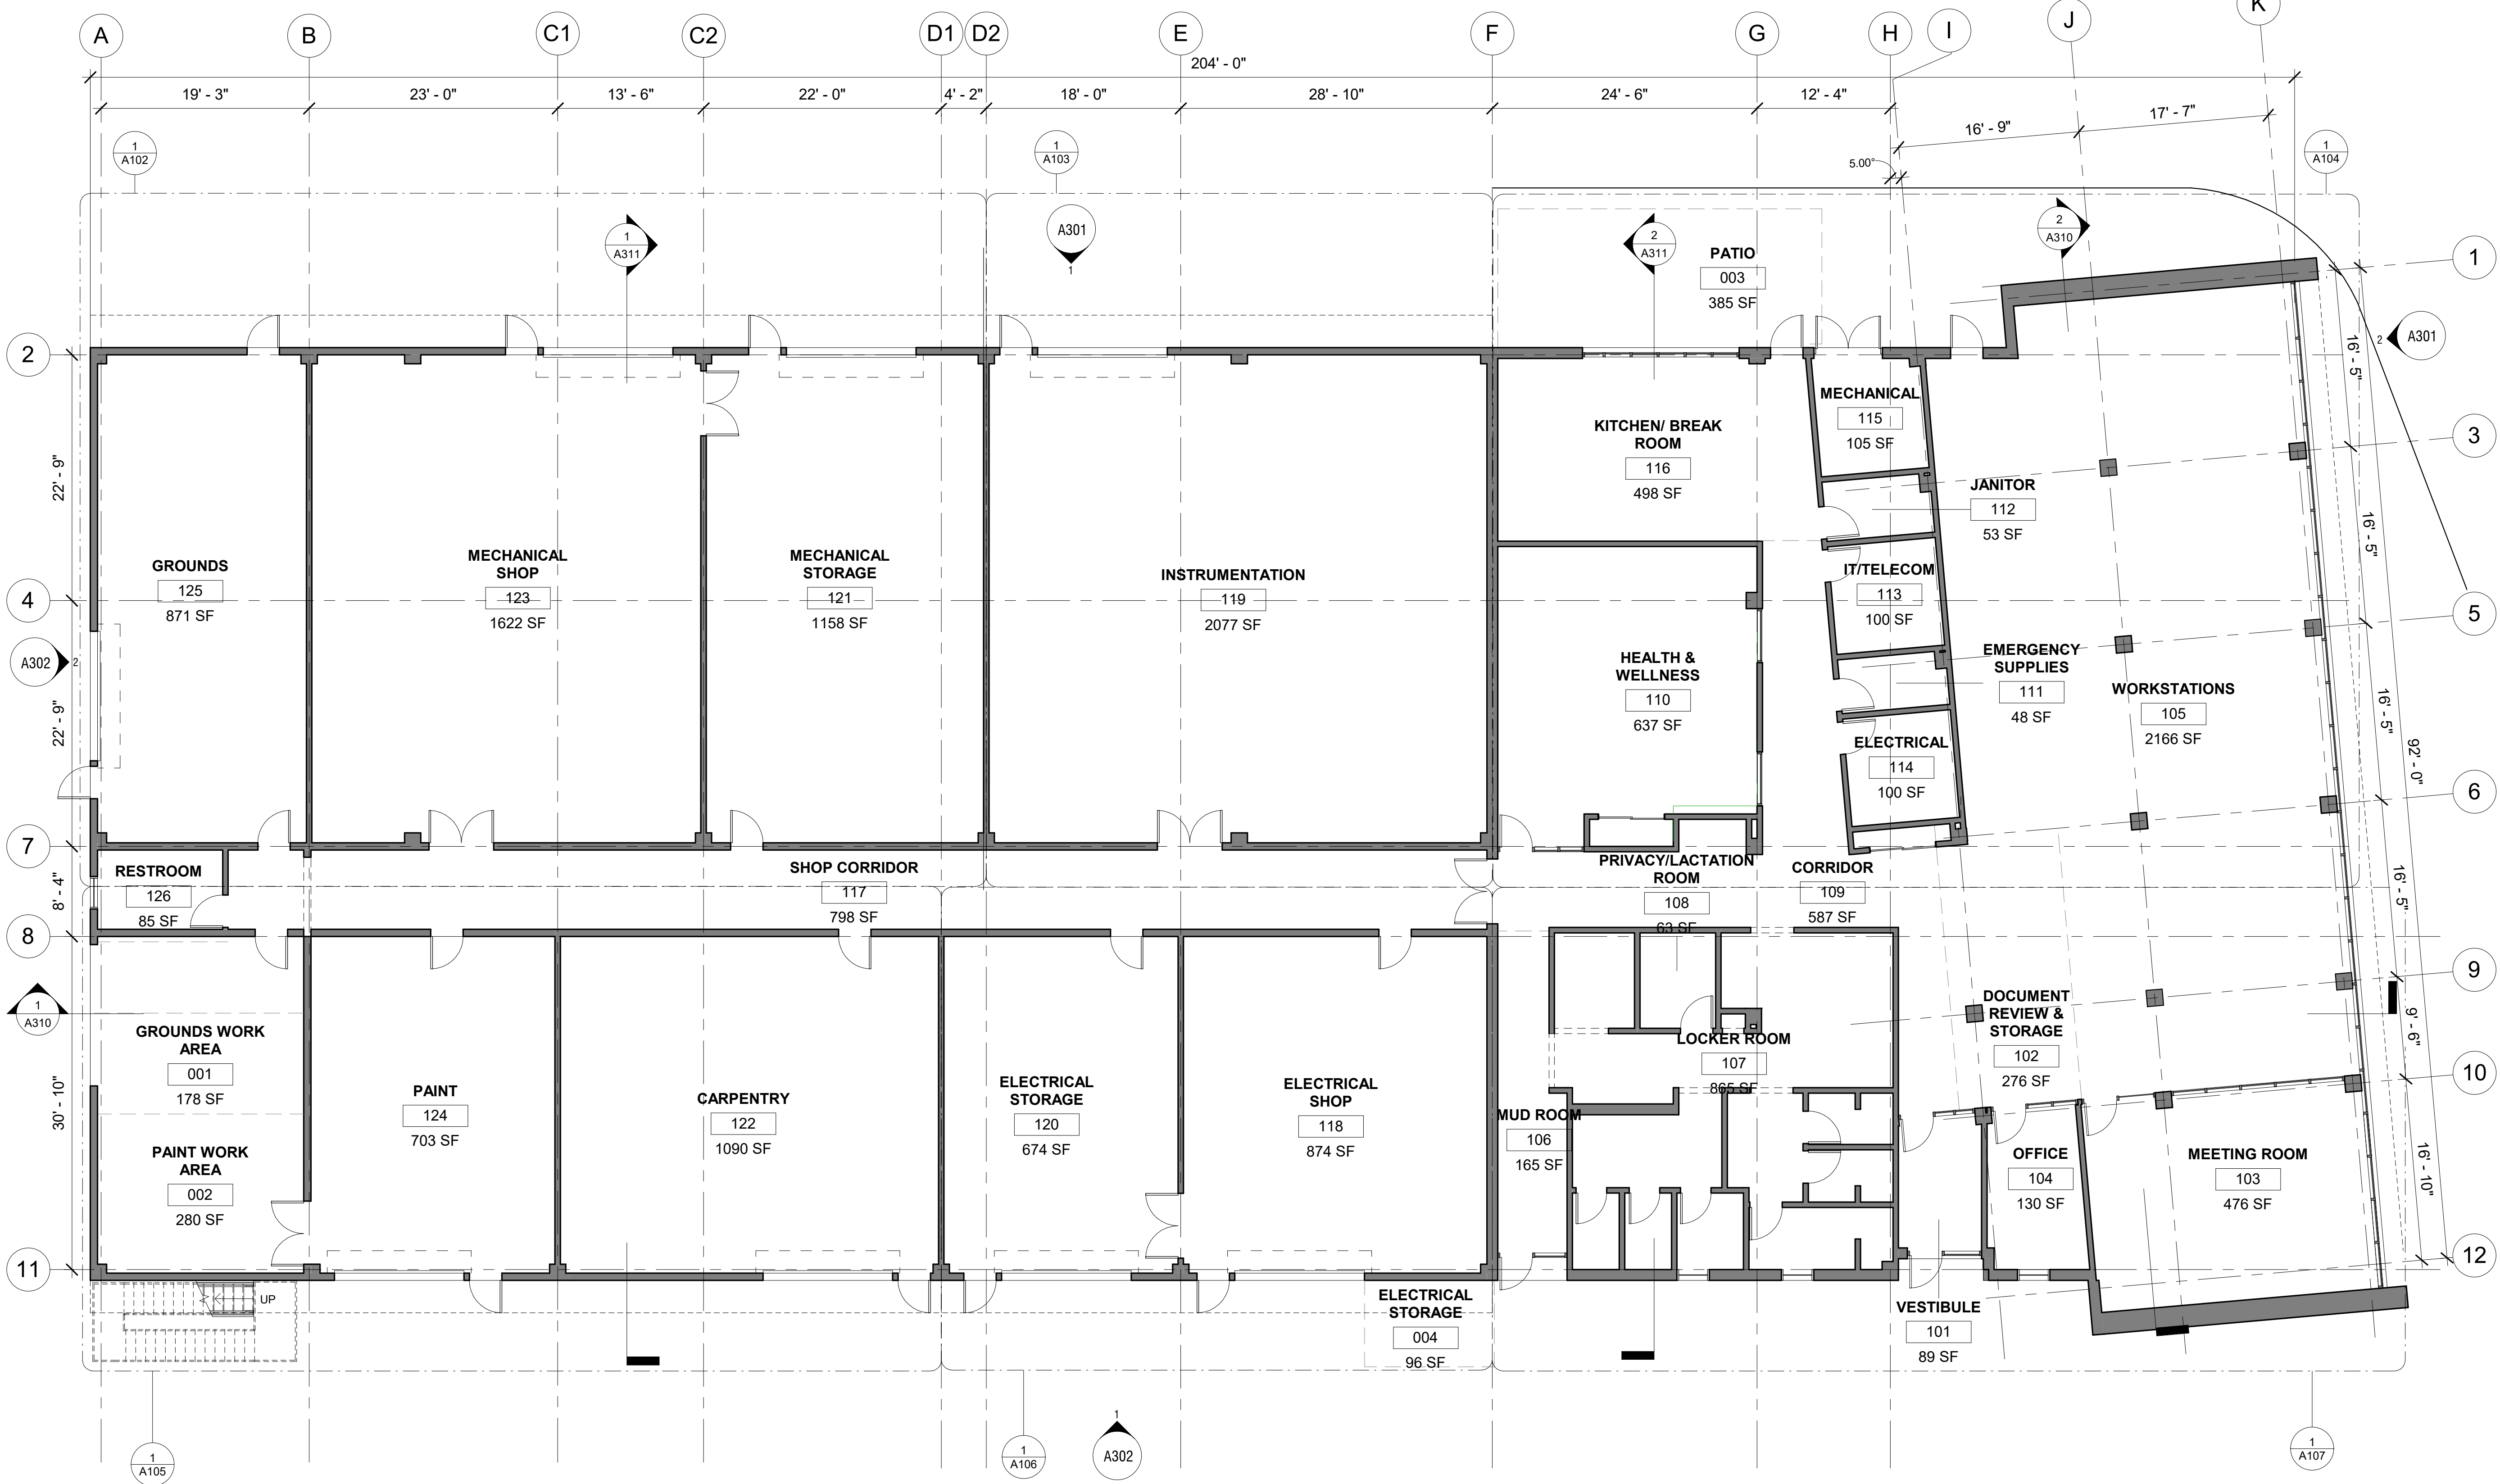 A
B
C1
C2
D1
D2
E
F
G
H
I
J
K
204' - 0"
19' - 3"
23' - 0"
13' - 6"
22' - 0"
4' - 2"
18' - 0"
28' - 10"
24' - 6"
12' - 4"
16' - 9"
17' - 7"
5.00°
1
A102
1
A103
1
A104
1
A311
A301
1
2
A311
2
A310
PATIO
003
385 SF
1
2
3
4
5
6
7
8
9
10
11
12
2
A301
22' - 9"
22' - 9"
8' - 4"
30' - 10"
16' - 5"
16' - 5"
16' - 5"
16' - 5"
9' - 6"
16' - 10"
92' - 0"
MECHANICAL
115
105 SF
KITCHEN/ BREAK
ROOM
116
498 SF
JANITOR
112
53 SF
GROUNDS
125
871 SF
MECHANICAL
SHOP
123
1622 SF
MECHANICAL
STORAGE
121
1158 SF
INSTRUMENTATION
119
2077 SF
IT/TELECOM
113
100 SF
HEALTH &
WELLNESS
110
637 SF
EMERGENCY
SUPPLIES
111
48 SF
WORKSTATIONS
105
2166 SF
A302
2
ELECTRICAL
114
100 SF
RESTROOM
126
85 SF
SHOP CORRIDOR
117
798 SF
PRIVACY/LACTATION
ROOM
108
63 SF
CORRIDOR
109
587 SF
1
A310
GROUNDS WORK
AREA
001
178 SF
PAINT WORK
AREA
002
280 SF
PAINT
124
703 SF
CARPENTRY
122
1090 SF
ELECTRICAL
STORAGE
120
674 SF
ELECTRICAL
SHOP
118
874 SF
LOCKER ROOM
107
865 SF
DOCUMENT
REVIEW &
STORAGE
102
276 SF
MUD ROOM
106
165 SF
OFFICE
104
130 SF
MEETING ROOM
103
476 SF
UP
ELECTRICAL
STORAGE
004
96 SF
VESTIBULE
101
89 SF
1
A105
1
A106
1
A302
1
A107